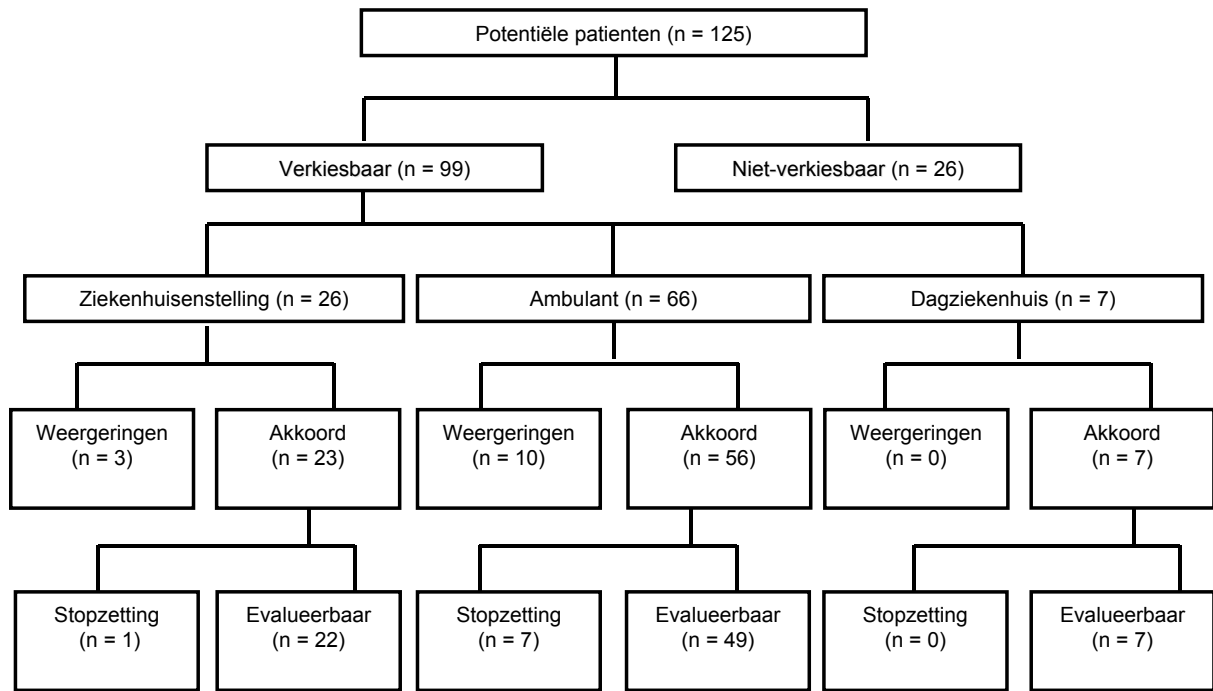 Potentiële patienten (n = 125)
Verkiesbaar (n = 99)
Niet-verkiesbaar (n = 26)
Ziekenhuisenstelling (n = 26)
Ambulant (n = 66)
Dagziekenhuis (n = 7)
Weergeringen
(n = 3)
Akkoord
(n = 23)
Weergeringen
(n = 10)
Akkoord
(n = 56)
Weergeringen
(n = 0)
Akkoord
(n = 7)
Stopzetting
(n = 1)
Evalueerbaar
(n = 22)
Stopzetting
(n = 7)
Evalueerbaar
(n = 49)
Stopzetting
(n = 0)
Evalueerbaar
(n = 7)